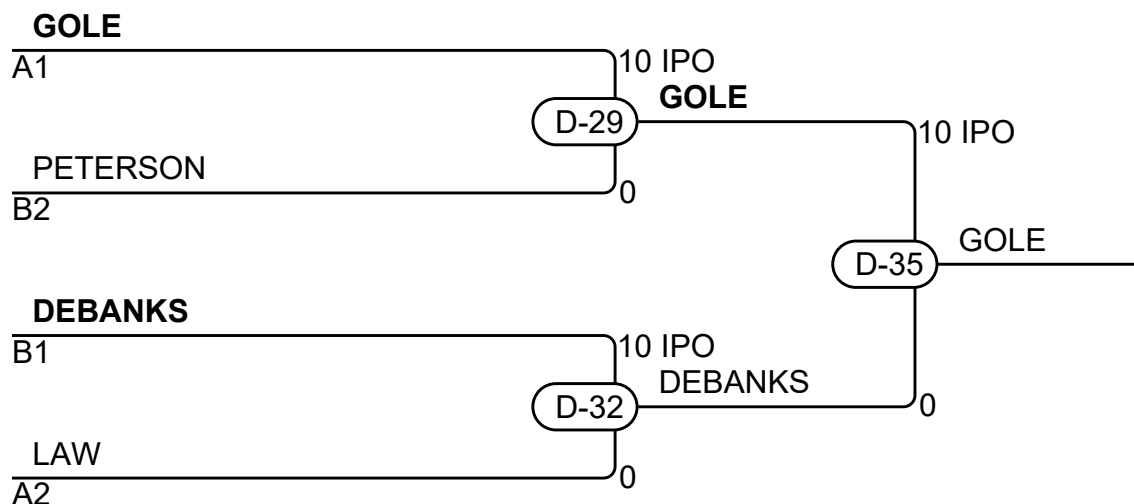 GOLE
A1
10 IPO
GOLE
D-29
10 IPO
PETERSON
0
B2
GOLE
D-35
DEBANKS
B1
10 IPO
DEBANKS
D-32
0
LAW
0
A2